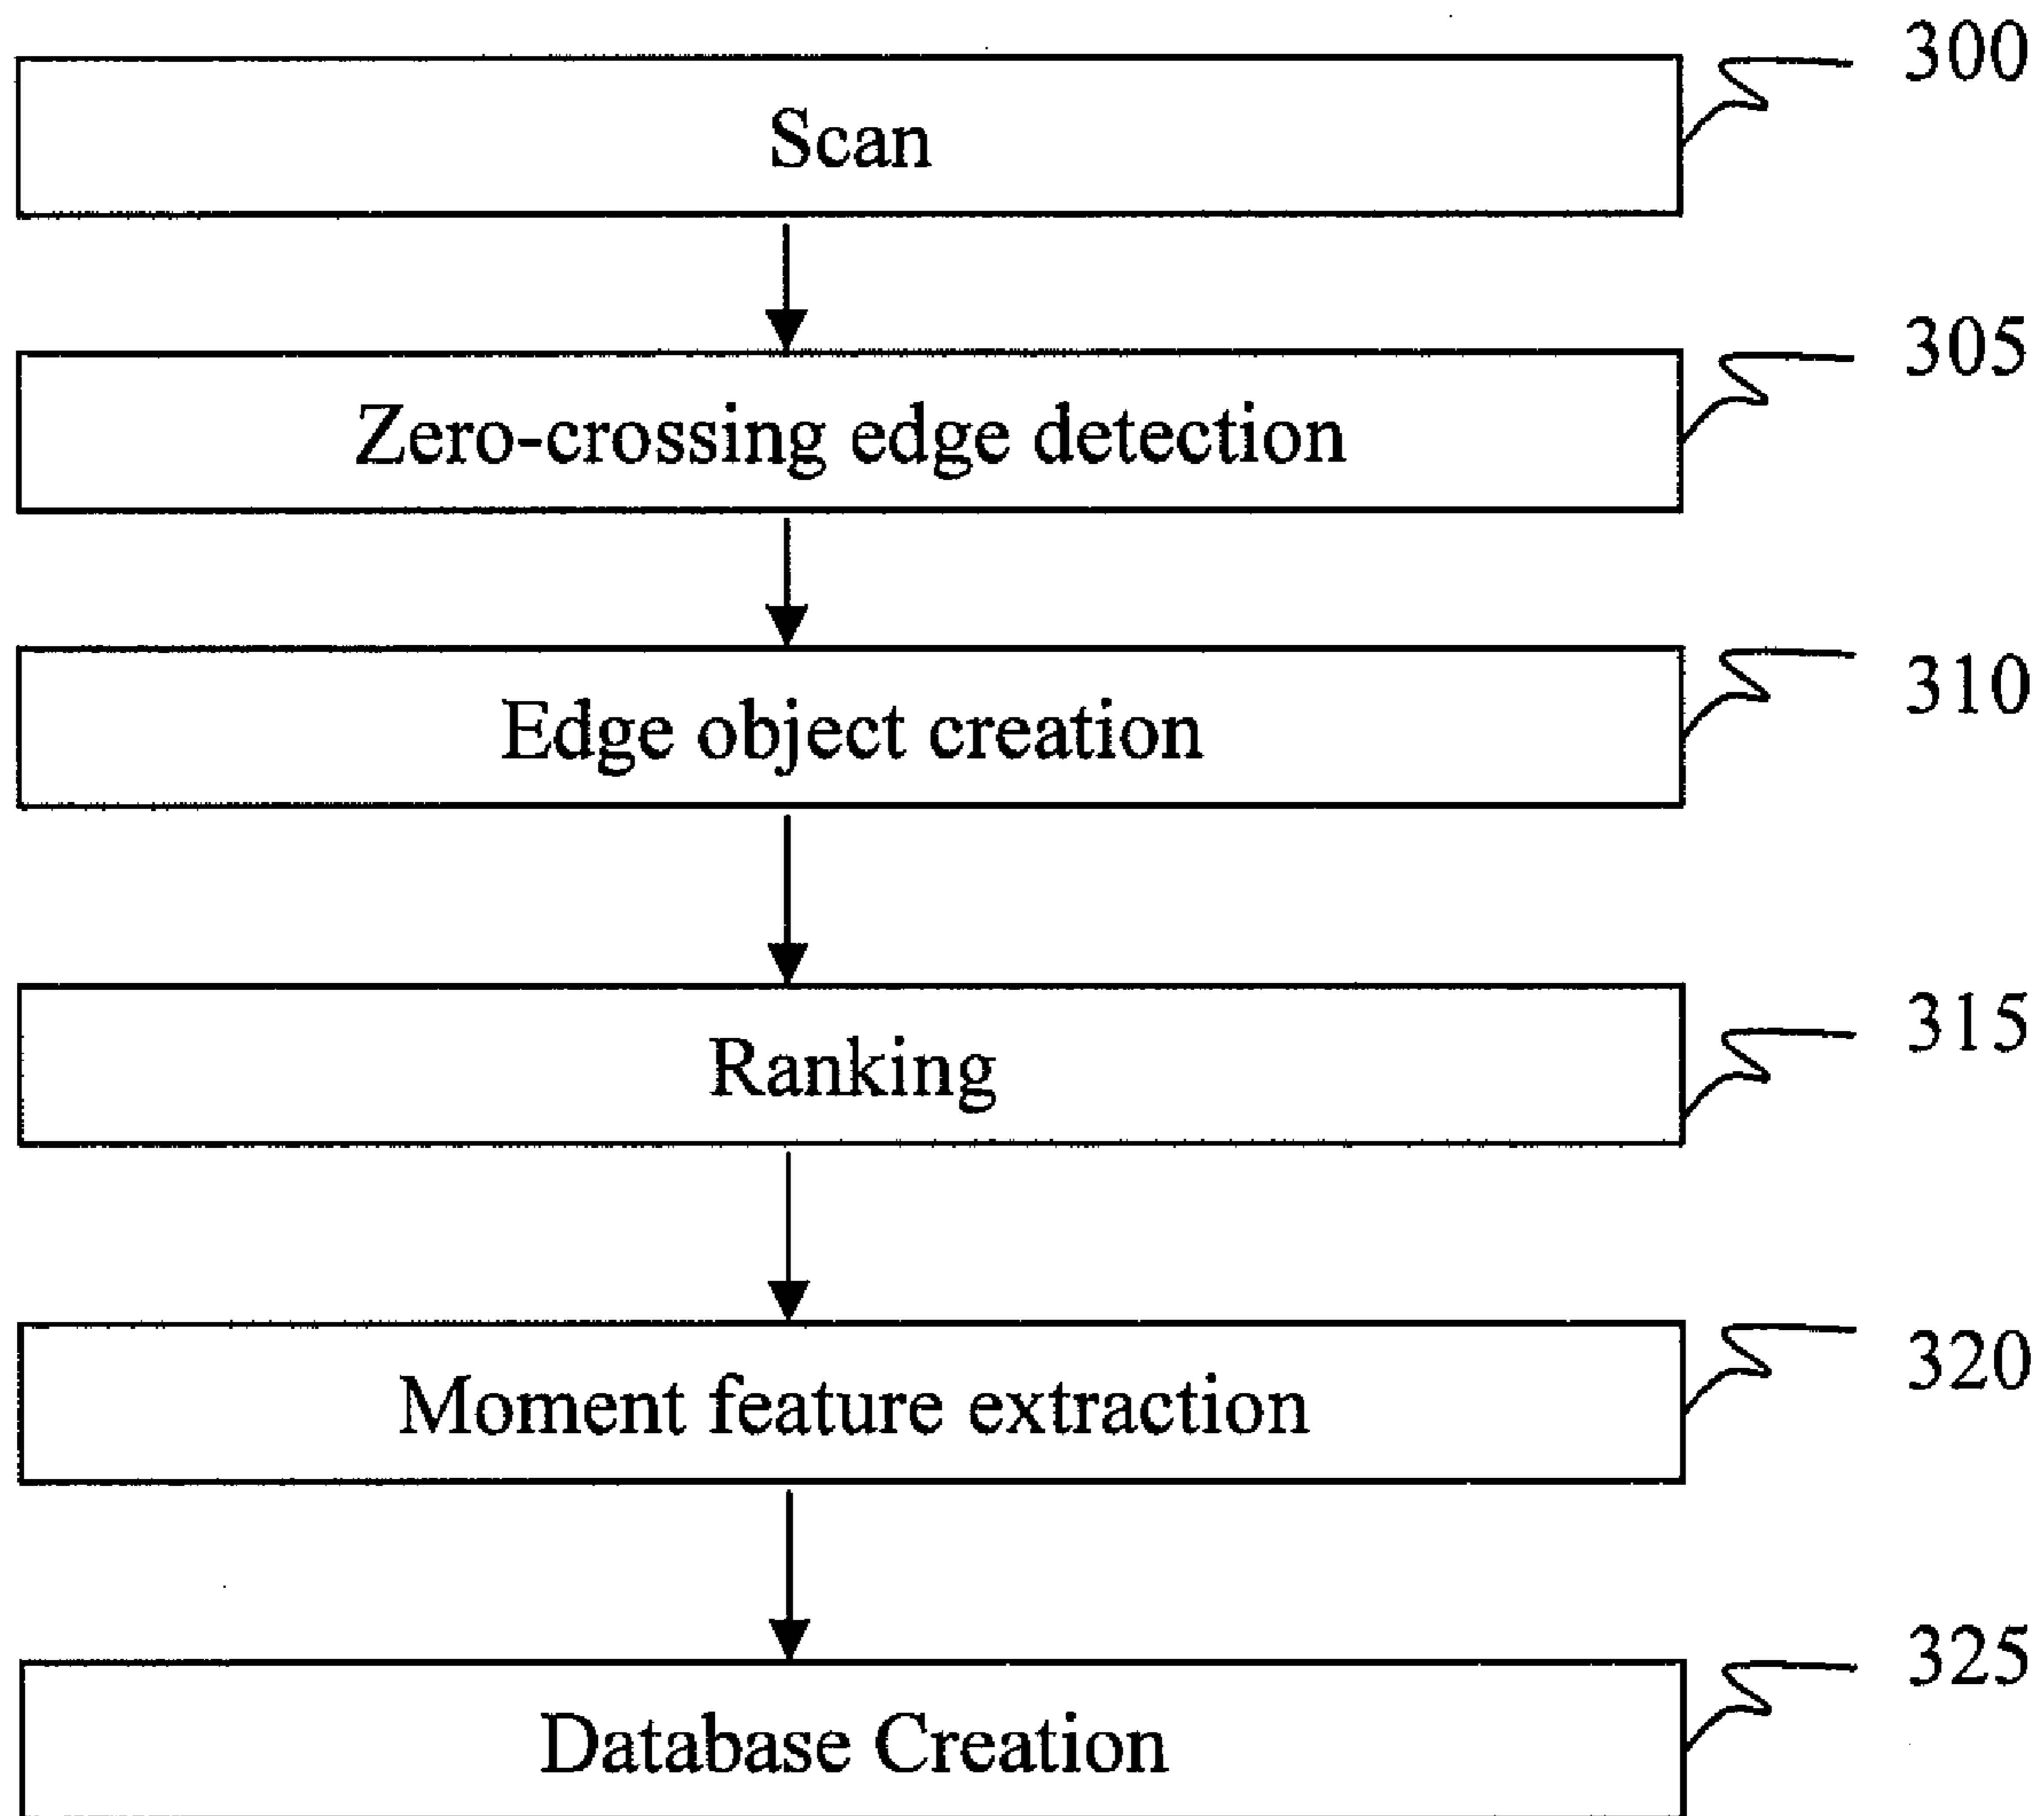 300
Scan
305
Zero-crossing edge detection
310
Edge object creation
315
Ranking
320
Moment feature extraction
325
Database Creation